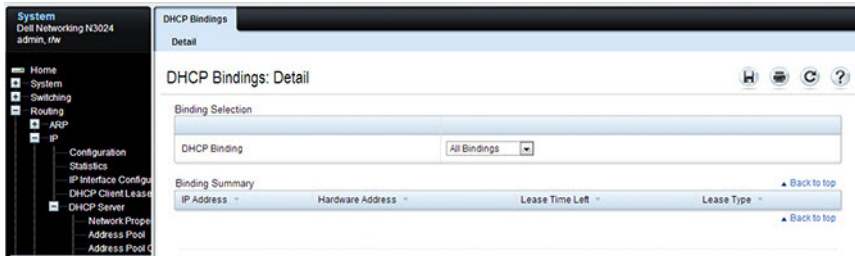 System
Dell Networking N3024
admin, r/w
Home
System
Switching
Routing
ARP
IP
Configuration
Statistics
IP Interface Configu
DHCP Client Lease
DHCP Server
Network Prope
Address Pool
Address Pool C
DHCP Bindings
Detail
DHCP Bindings: Detail
Binding Selection
DHCP Binding All Bindings
Binding Summary Back to top
IP Address Hardware Address Lease Time Left Lease Type
Back to top